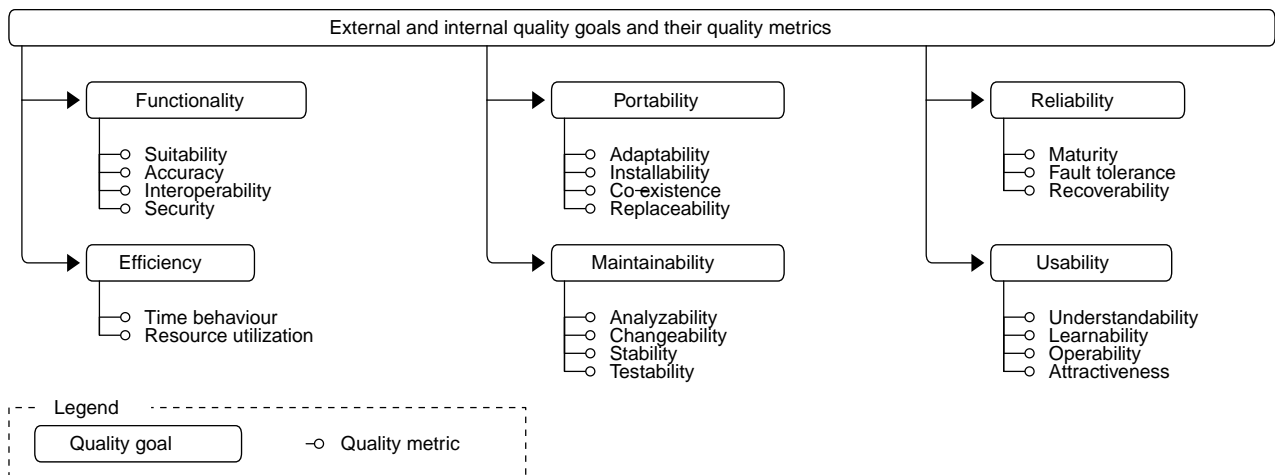 External and internal quality goals and their quality metrics
Functionality
Suitability
Accuracy
Interoperability
Security
Efficiency
Time behaviour
Resource utilization
Portability
Adaptability
Installability
Co-existence
Replaceability
Maintainability
Analyzability
Changeability
Stability
Testability
Reliability
Maturity
Fault tolerance
Recoverability
Usability
Understandability
Learnability
Operability
Attractiveness
Legend
Quality goal
Quality metric